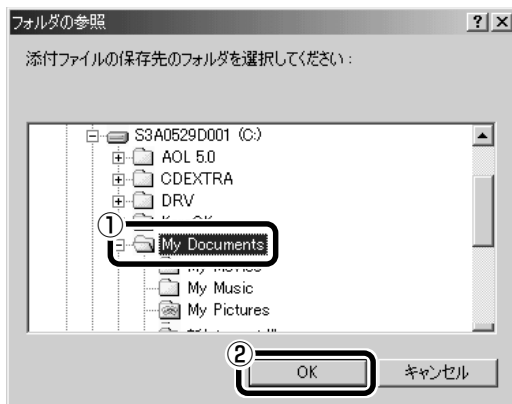 フォルダの参照
添付ファイルの保存先のフォルダを選択してください：
S3A0529D001 (C:)
AOL 5.0
CDEXTRA
DRV
①
My Documents
My Music
My Pictures
②
OK
キャンセル